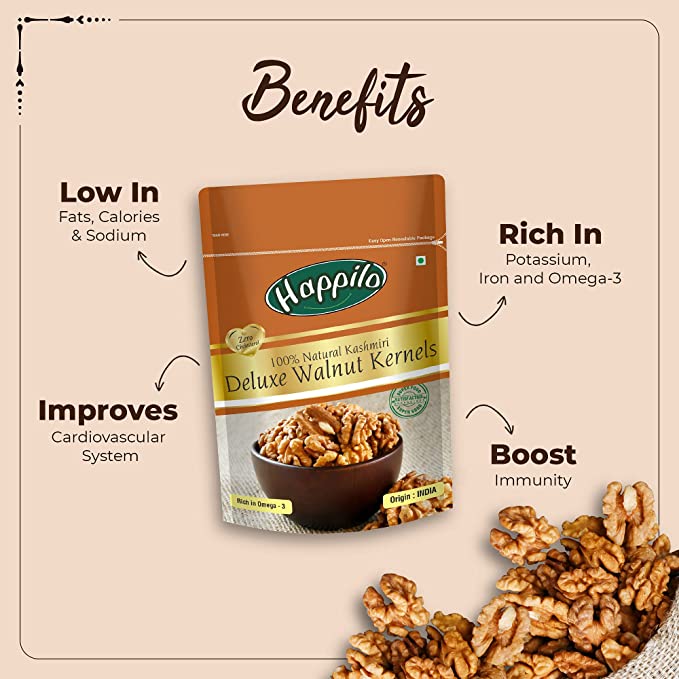 Benefits
Low In
Fats, Calories
& Sodium
Rich In
Potassium,
Iron and Omega-3
Improves
Cardiovascular
System
Boost
Immunity
Easy Open Resealable Package
Happilo
Zero
Cholesterol
100% Natural Kashmiri
Deluxe Walnut Kernels
SATISFACTION
Rich in Omega - 3
Origin : INDIA